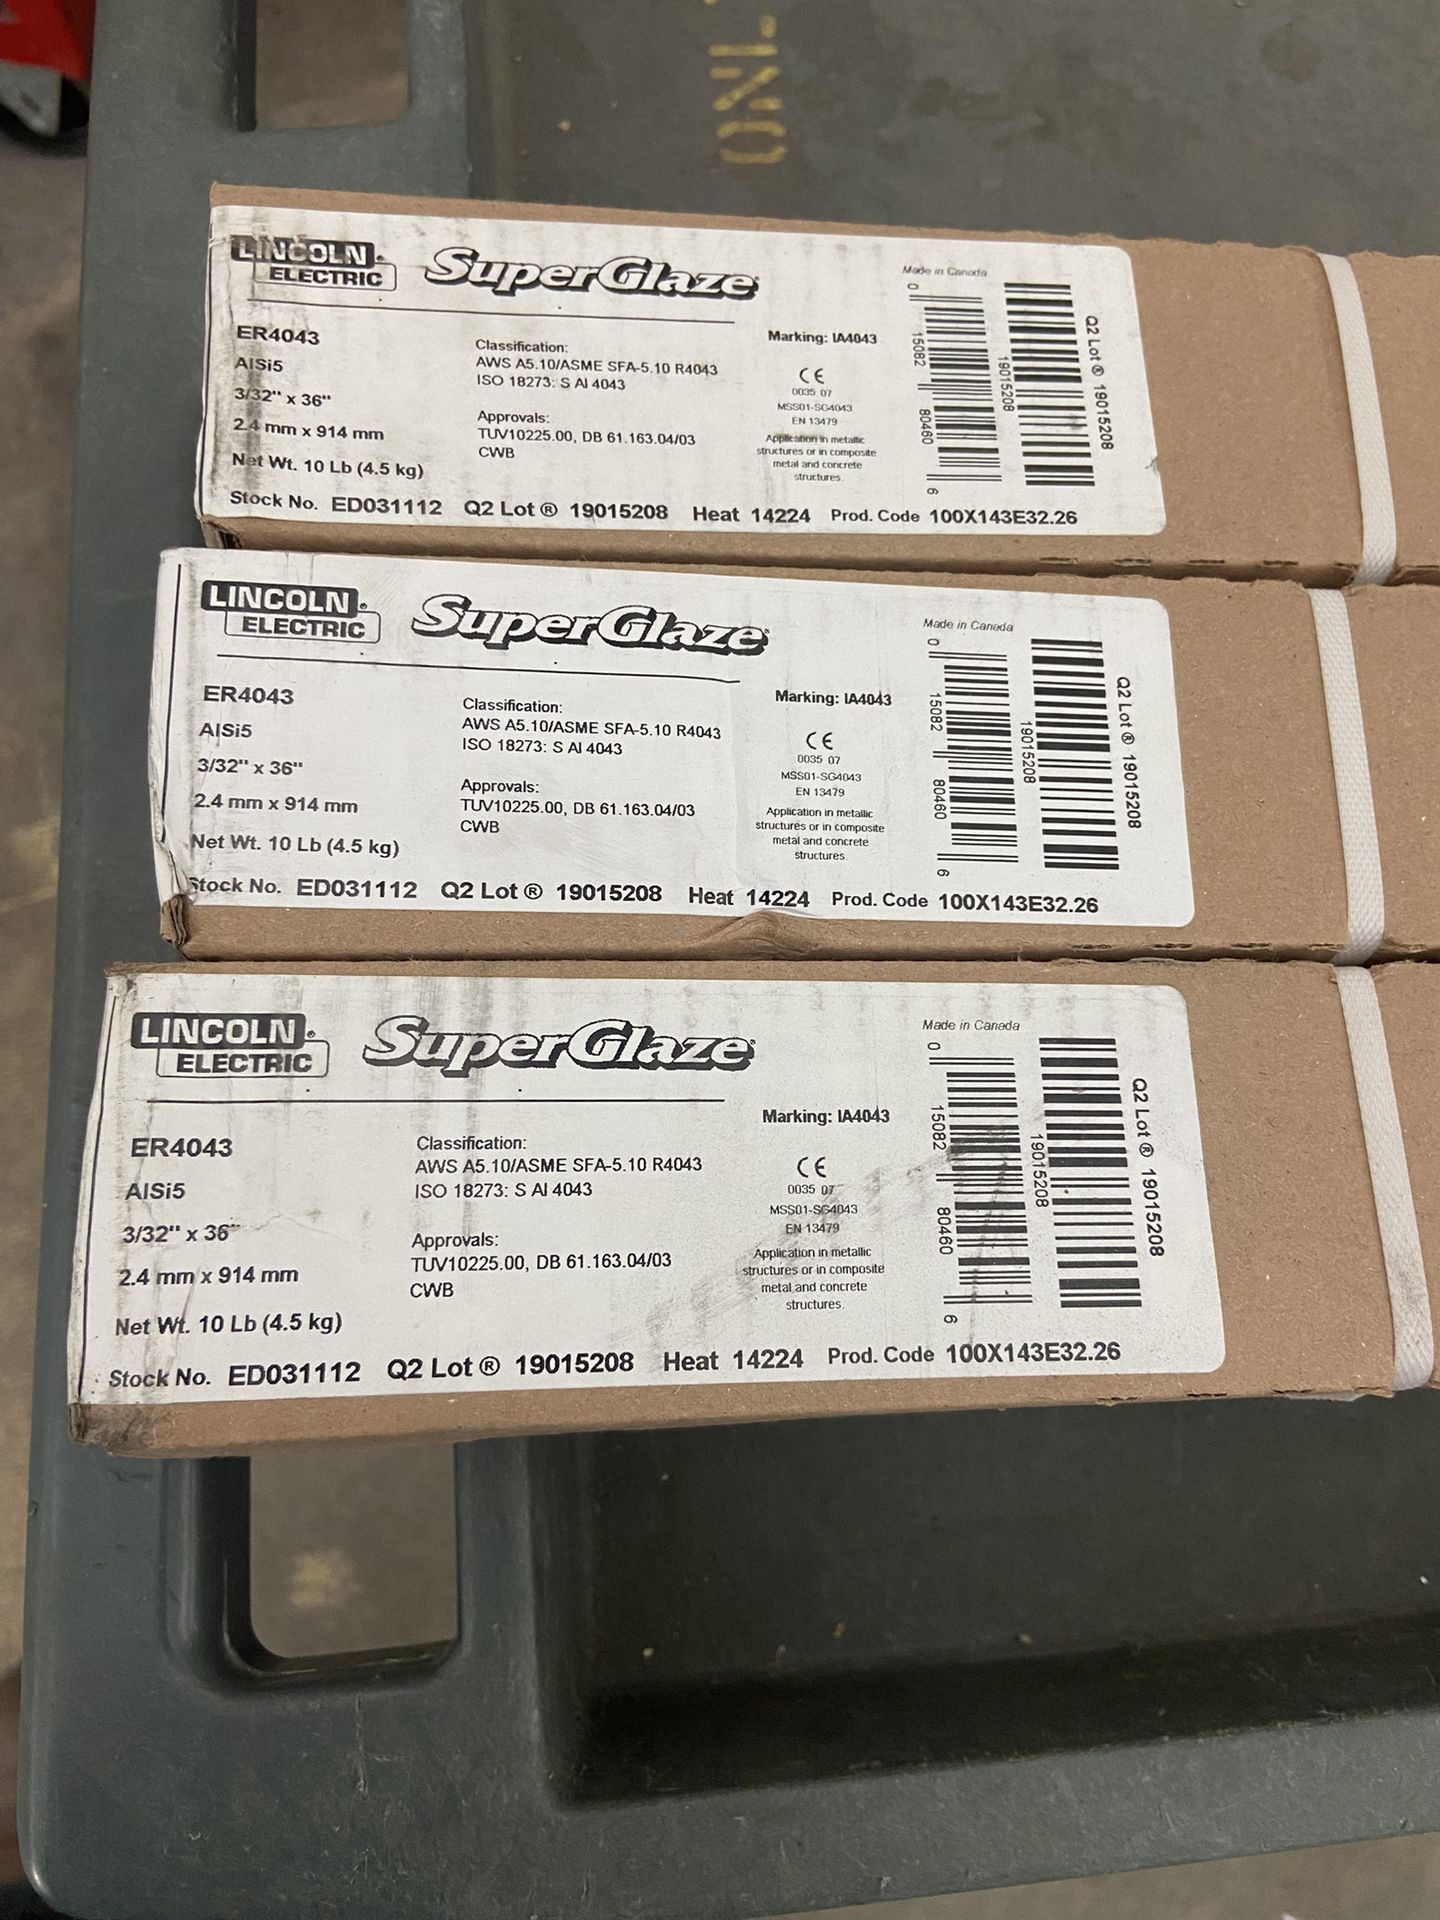 ONL
LINCOLN®
ELECTRIC
SuperGlaze®
Made in Canada
ER4043
AlSi5
3/32" x 36"
2.4 mm x 914 mm
Net Wt. 10 Lb (4.5 kg)
Classification:
AWS A5.10/ASME SFA-5.10 R4043
ISO 18273: S Al 4043
Approvals:
TUV10225.00, DB 61.163.04/03
CWB
Marking: IA4043
CE
0035 07
MSS01-SG4043
EN 13479
Application in metallic
structures or in composite
metal and concrete
structures.
0 15082 80460 6
19015208
Q2 Lot ® 19015208
Stock No. ED031112 Q2 Lot ® 19015208 Heat 14224 Prod. Code 100X143E32.26
LINCOLN®
ELECTRIC
SuperGlaze®
Made in Canada
ER4043
AlSi5
3/32" x 36"
2.4 mm x 914 mm
Net Wt. 10 Lb (4.5 kg)
Classification:
AWS A5.10/ASME SFA-5.10 R4043
ISO 18273: S Al 4043
Approvals:
TUV10225.00, DB 61.163.04/03
CWB
Marking: IA4043
CE
0035 07
MSS01-SG4043
EN 13479
Application in metallic
structures or in composite
metal and concrete
structures.
0 15082 80460 6
19015208
Q2 Lot ® 19015208
Stock No. ED031112 Q2 Lot ® 19015208 Heat 14224 Prod. Code 100X143E32.26
LINCOLN®
ELECTRIC
SuperGlaze®
Made in Canada
ER4043
AlSi5
3/32" x 36"
2.4 mm x 914 mm
Net Wt. 10 Lb (4.5 kg)
Classification:
AWS A5.10/ASME SFA-5.10 R4043
ISO 18273: S Al 4043
Approvals:
TUV10225.00, DB 61.163.04/03
CWB
Marking: IA4043
CE
0035 07
MSS01-SG4043
EN 13479
Application in metallic
structures or in composite
metal and concrete
structures.
0 15082 80460 6
19015208
Q2 Lot ® 19015208
Stock No. ED031112 Q2 Lot ® 19015208 Heat 14224 Prod. Code 100X143E32.26